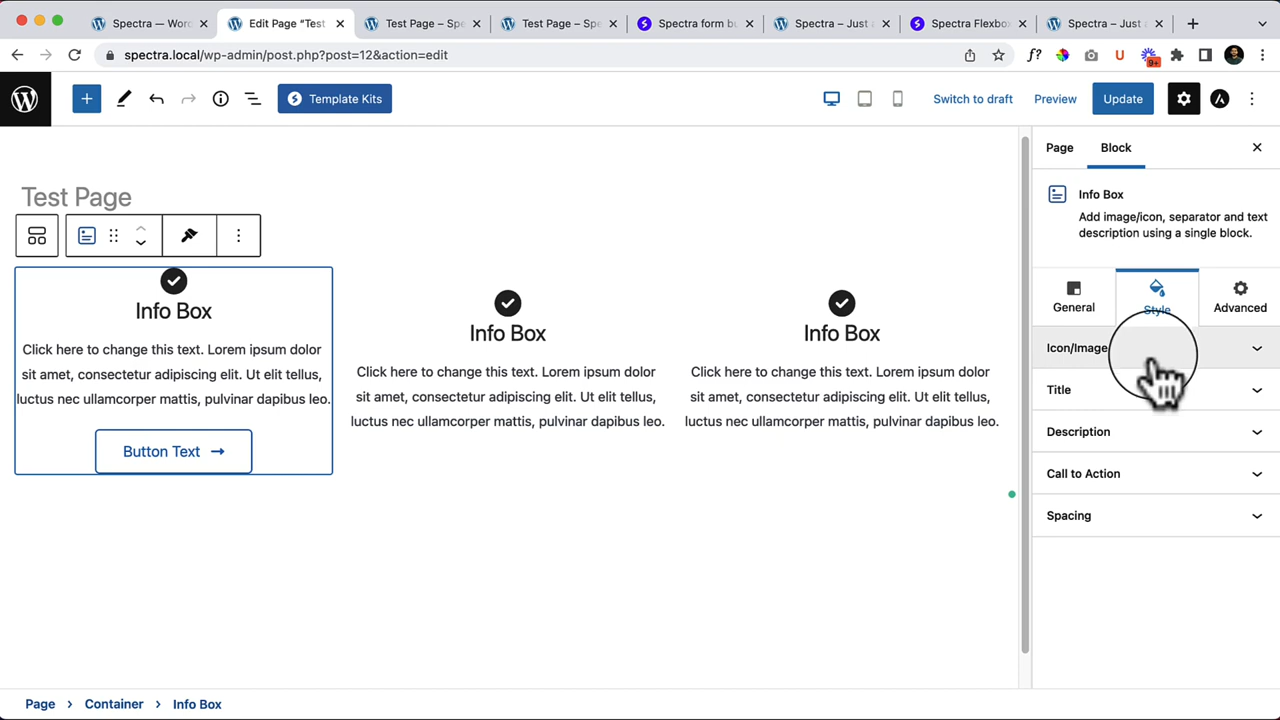 Spectra — Wor
Edit Page “Test
Test Page – Spe
Test Page – Spe
Spectra form bu
Spectra – Just a
Spectra Flexbox
Spectra – Just a
spectra.local/wp-admin/post.php?post=12&action=edit
f?
U
9+
Template Kits
Switch to draft
Preview
Update
Page
Block
Test Page
Info Box
Add image/icon, separator and text
description using a single block.
General
Style
Advanced
Icon/Image
Title
Description
Call to Action
Spacing
Info Box
Click here to change this text. Lorem ipsum dolor
sit amet, consectetur adipiscing elit. Ut elit tellus,
luctus nec ullamcorper mattis, pulvinar dapibus leo.
Button Text
Info Box
Click here to change this text. Lorem ipsum dolor
sit amet, consectetur adipiscing elit. Ut elit tellus,
luctus nec ullamcorper mattis, pulvinar dapibus leo.
Info Box
Click here to change this text. Lorem ipsum dolor
sit amet, consectetur adipiscing elit. Ut elit tellus,
luctus nec ullamcorper mattis, pulvinar dapibus leo.
Page > Container > Info Box